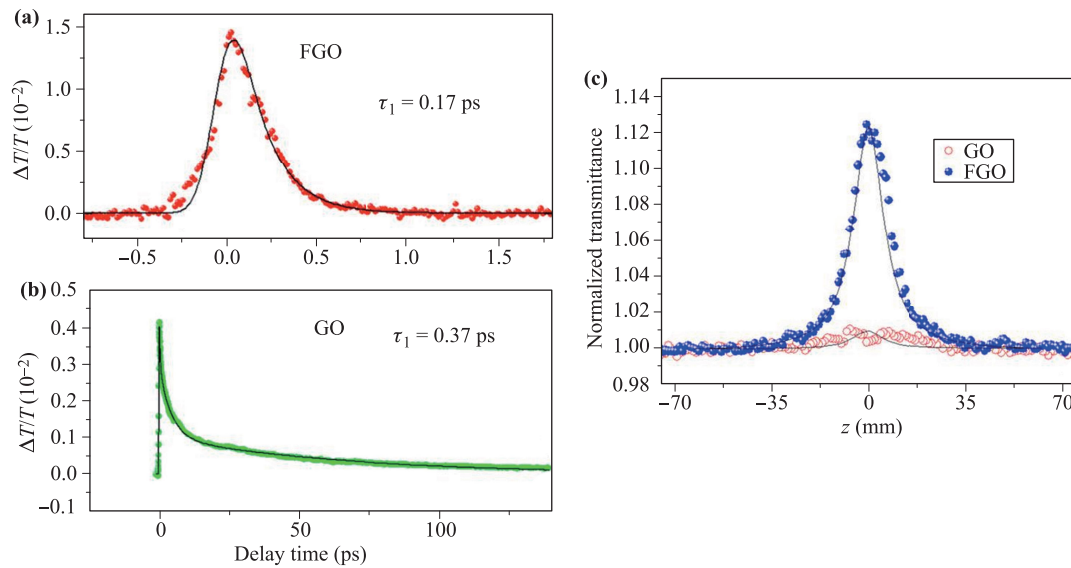 (a)
1.5
1.0
0.5
0.0
ΔT/T (10⁻²)
FGO
τ₁ = 0.17 ps
−0.5 0.0 0.5 1.0 1.5
(b)
0.5
0.4
0.3
0.2
0.1
0.0
−0.1
ΔT/T (10⁻²)
GO
τ₁ = 0.37 ps
0 50 100
Delay time (ps)
(c)
1.14
1.12
1.10
1.08
1.06
1.04
1.02
1.00
0.98
Normalized transmittance
GO
FGO
−70 −35 0 35 70
z (mm)